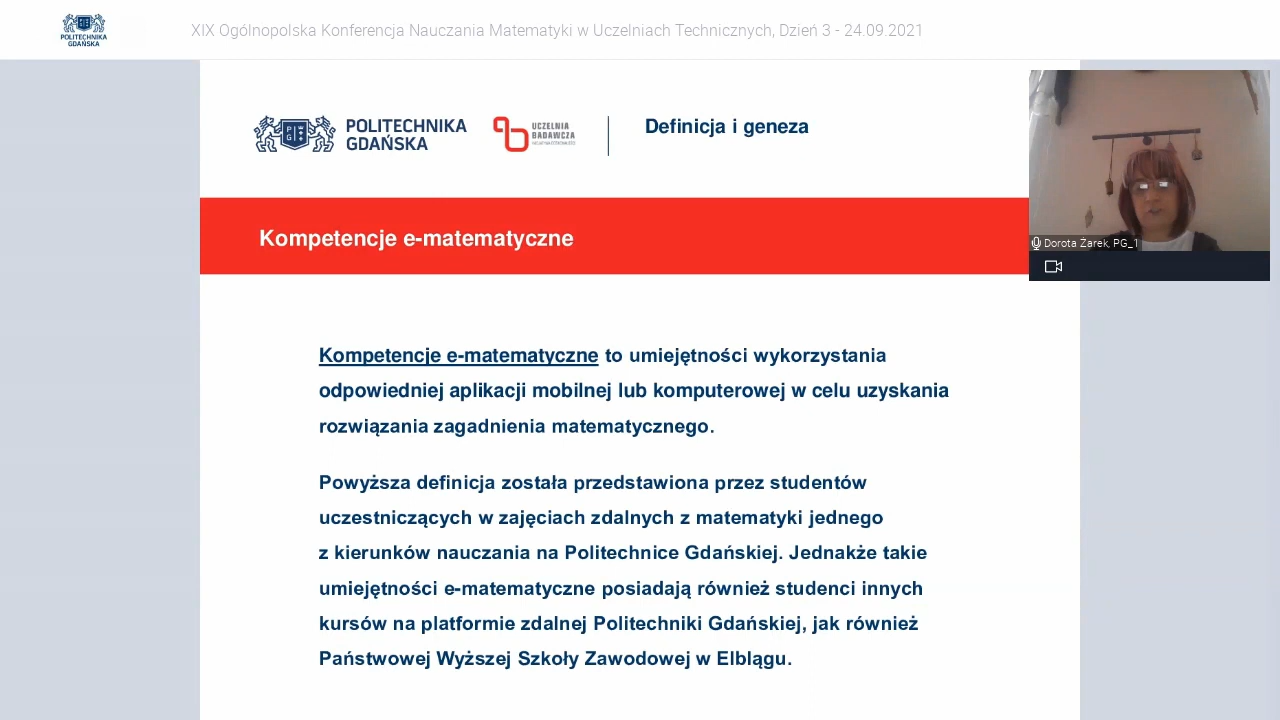 POLITECHNIKA
GDAŃSKA
XIX Ogólnopolska Konferencja Nauczania Matematyki w Uczelniach Technicznych, Dzień 3 - 24.09.2021
POLITECHNIKA
GDAŃSKA
UCZELNIA
BADAWCZA
Definicja i geneza
Kompetencje e-matematyczne
Dorota Żarek, PG_1
Kompetencje e-matematyczne to umiejętności wykorzystania
odpowiedniej aplikacji mobilnej lub komputerowej w celu uzyskania
rozwiązania zagadnienia matematycznego.
Powyższa definicja została przedstawiona przez studentów
uczestniczących w zajęciach zdalnych z matematyki jednego
z kierunków nauczania na Politechnice Gdańskiej. Jednakże takie
umiejętności e-matematyczne posiadają również studenci innych
kursów na platformie zdalnej Politechniki Gdańskiej, jak również
Państwowej Wyższej Szkoły Zawodowej w Elblągu.